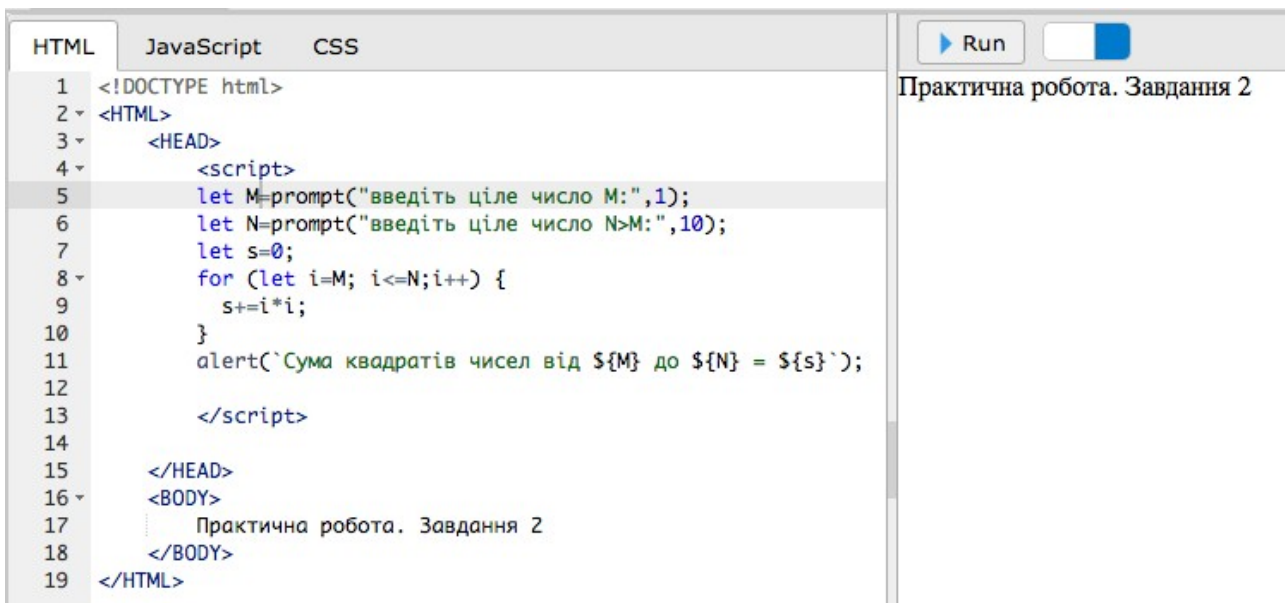 HTML JavaScript CSS
Run
1 <!DOCTYPE html>
2 <HTML>
3 <HEAD>
4 <script>
5 let M=prompt("введіть ціле число M:",1);
6 let N=prompt("введіть ціле число N>M:",10);
7 let s=0;
8 for (let i=M; i<=N;i++) {
9 s+=i*i;
10 }
11 alert(`Сума квадратів чисел від ${M} до ${N} = ${s}`);
12
13 </script>
14
15 </HEAD>
16 <BODY>
17 Практична робота. Завдання 2
18 </BODY>
19 </HTML>
Практична робота. Завдання 2